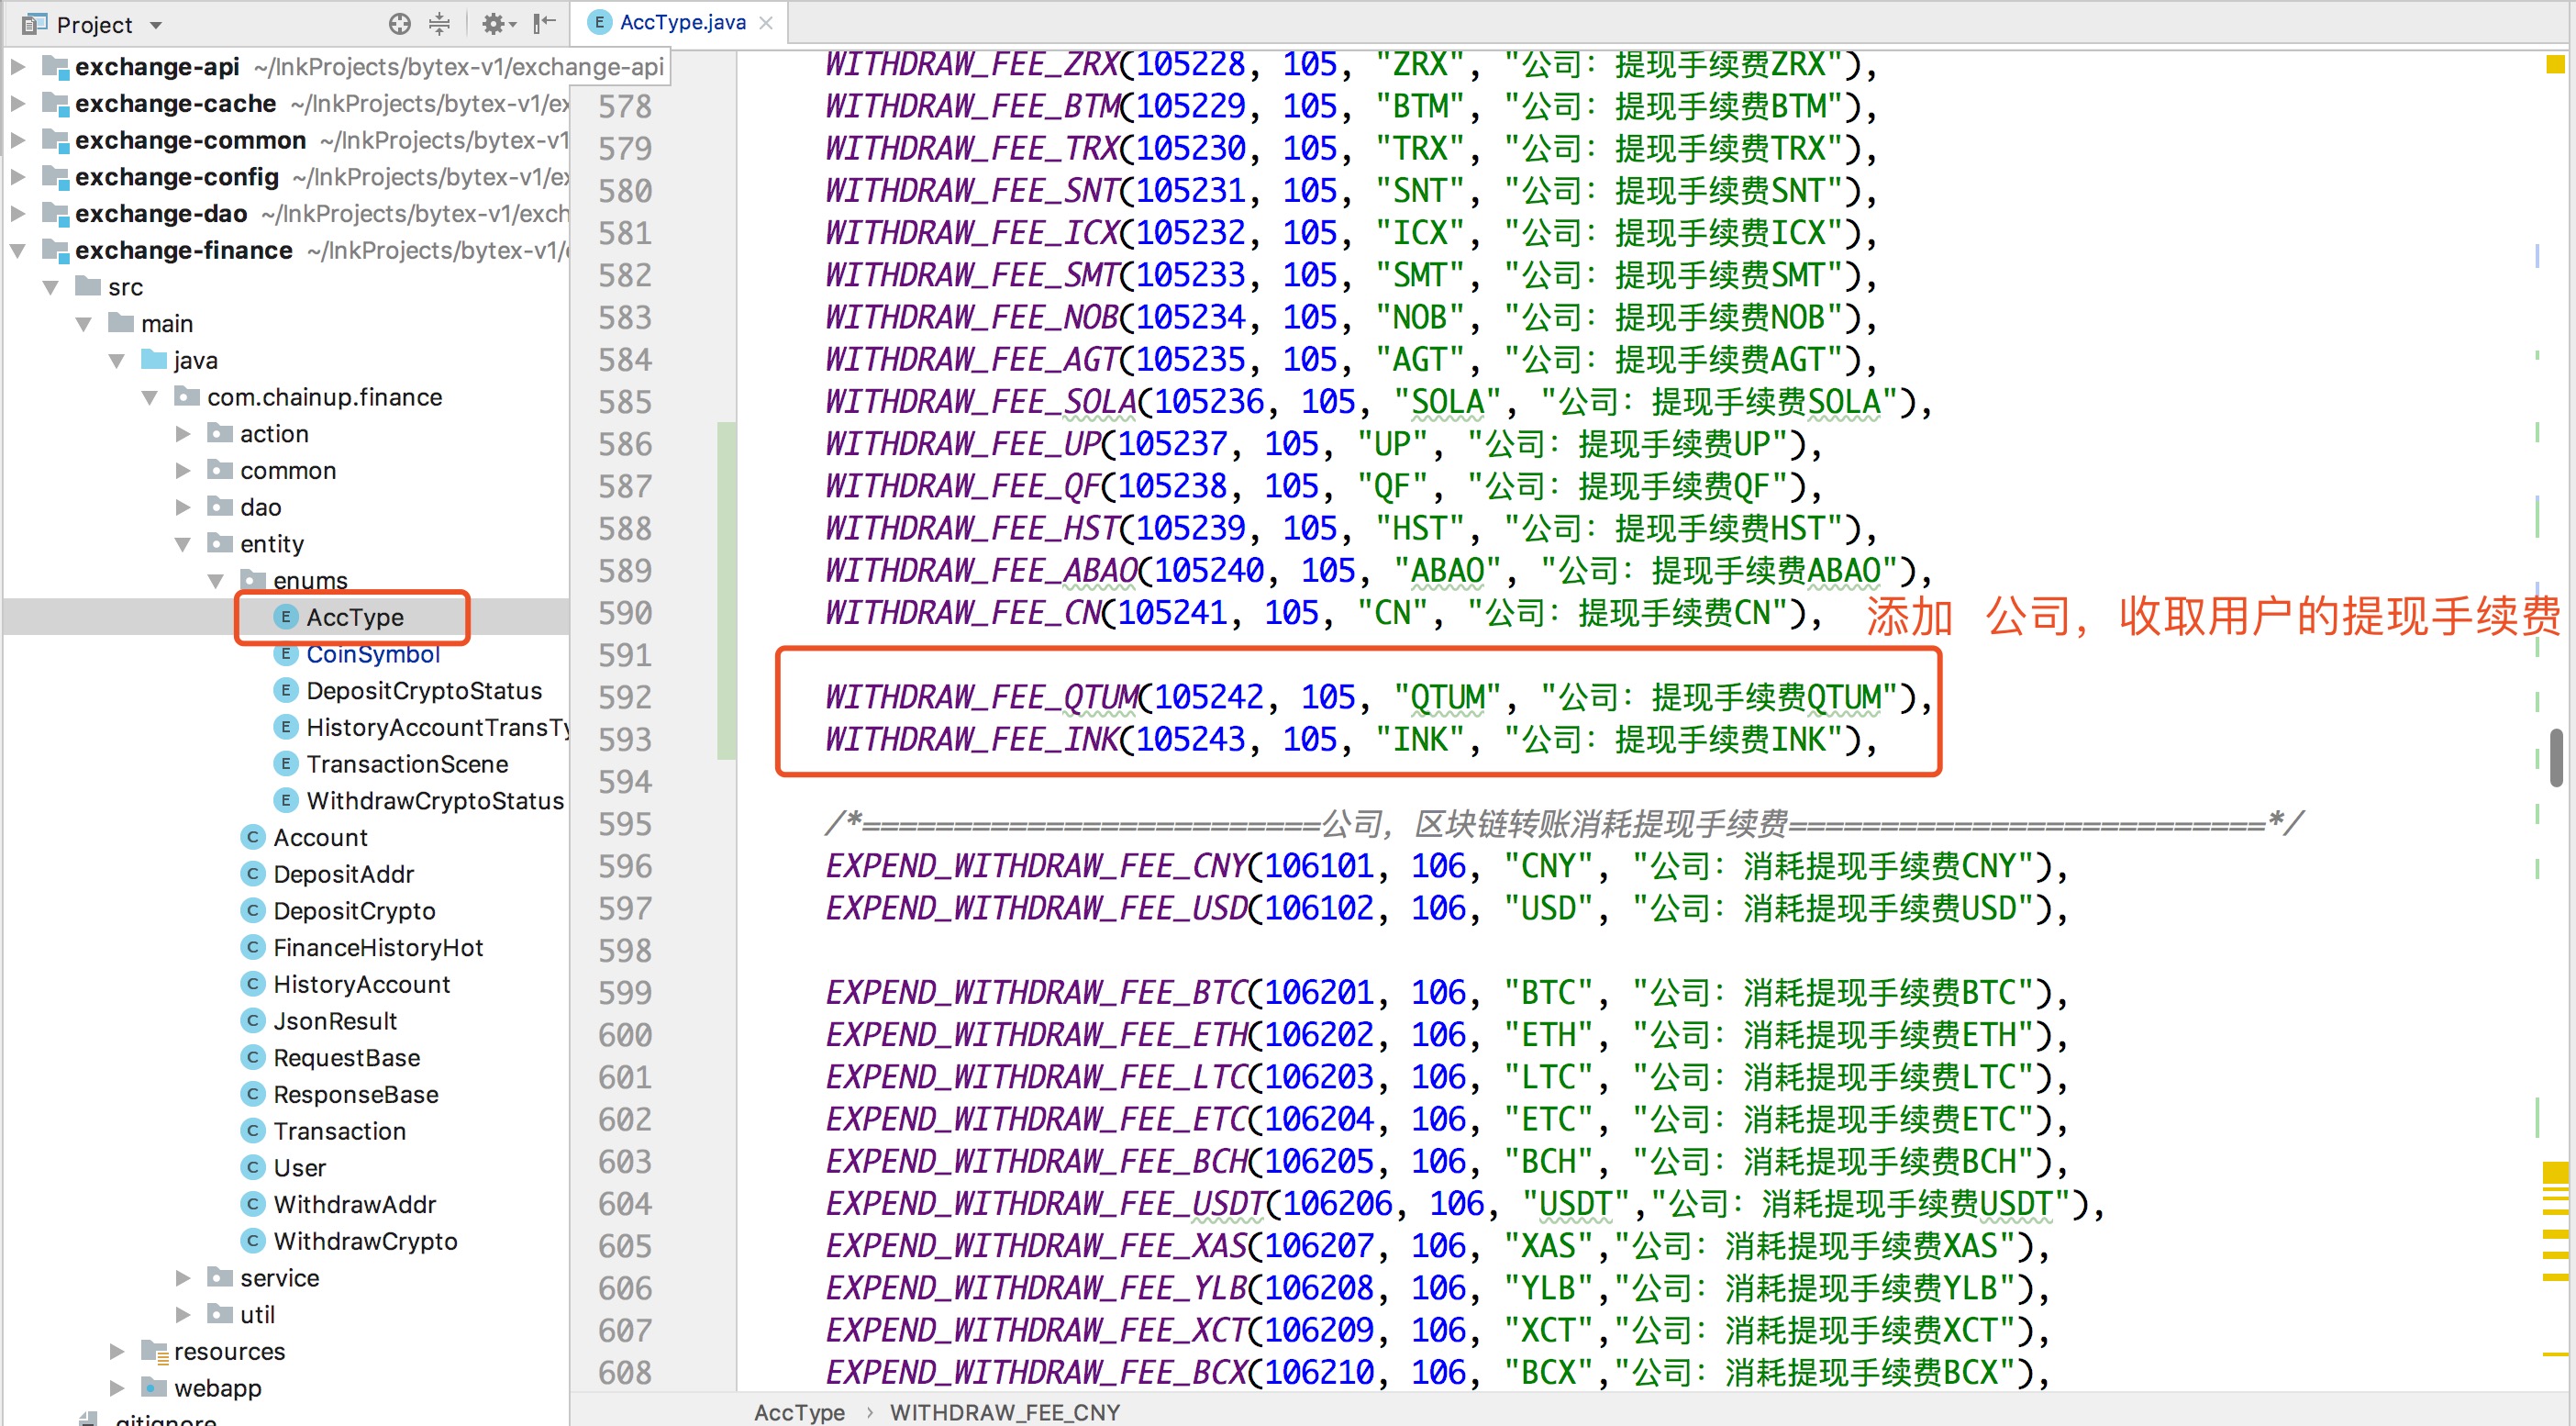 Project
exchange-api ~/InkProjects/bytex-v1/exchange-api
exchange-cache ~/InkProjects/bytex-v1/ex
exchange-common ~/InkProjects/bytex-v1
exchange-config ~/InkProjects/bytex-v1/ex
exchange-dao ~/InkProjects/bytex-v1/exch
exchange-finance ~/InkProjects/bytex-v1/
src
main
java
com.chainup.finance
action
common
dao
entity
enums
E AccType
E CoinSymbol
E DepositCryptoStatus
E HistoryAccountTransTy
E TransactionScene
E WithdrawCryptoStatus
C Account
C DepositAddr
C DepositCrypto
C FinanceHistoryHot
C HistoryAccount
C JsonResult
C RequestBase
C ResponseBase
C Transaction
C User
C WithdrawAddr
C WithdrawCrypto
service
util
resources
webapp
.gitignore
E AccType.java
WITHDRAW_FEE_ZRX(105228, 105, "ZRX", "公司：提现手续费ZRX"),
578 WITHDRAW_FEE_BTM(105229, 105, "BTM", "公司：提现手续费BTM"),
579 WITHDRAW_FEE_TRX(105230, 105, "TRX", "公司：提现手续费TRX"),
580 WITHDRAW_FEE_SNT(105231, 105, "SNT", "公司：提现手续费SNT"),
581 WITHDRAW_FEE_ICX(105232, 105, "ICX", "公司：提现手续费ICX"),
582 WITHDRAW_FEE_SMT(105233, 105, "SMT", "公司：提现手续费SMT"),
583 WITHDRAW_FEE_NOB(105234, 105, "NOB", "公司：提现手续费NOB"),
584 WITHDRAW_FEE_AGT(105235, 105, "AGT", "公司：提现手续费AGT"),
585 WITHDRAW_FEE_SOLA(105236, 105, "SOLA", "公司：提现手续费SOLA"),
586 WITHDRAW_FEE_UP(105237, 105, "UP", "公司：提现手续费UP"),
587 WITHDRAW_FEE_QF(105238, 105, "QF", "公司：提现手续费QF"),
588 WITHDRAW_FEE_HST(105239, 105, "HST", "公司：提现手续费HST"),
589 WITHDRAW_FEE_ABAO(105240, 105, "ABAO", "公司：提现手续费ABAO"),
590 WITHDRAW_FEE_CN(105241, 105, "CN", "公司：提现手续费CN"), 添加 公司，收取用户的提现手续费
591
592 WITHDRAW_FEE_QTUM(105242, 105, "QTUM", "公司：提现手续费QTUM"),
593 WITHDRAW_FEE_INK(105243, 105, "INK", "公司：提现手续费INK"),
594
595 /*=========================公司，区块链转账消耗提现手续费==========================*/
596 EXPEND_WITHDRAW_FEE_CNY(106101, 106, "CNY", "公司：消耗提现手续费CNY"),
597 EXPEND_WITHDRAW_FEE_USD(106102, 106, "USD", "公司：消耗提现手续费USD"),
598
599 EXPEND_WITHDRAW_FEE_BTC(106201, 106, "BTC", "公司：消耗提现手续费BTC"),
600 EXPEND_WITHDRAW_FEE_ETH(106202, 106, "ETH", "公司：消耗提现手续费ETH"),
601 EXPEND_WITHDRAW_FEE_LTC(106203, 106, "LTC", "公司：消耗提现手续费LTC"),
602 EXPEND_WITHDRAW_FEE_ETC(106204, 106, "ETC", "公司：消耗提现手续费ETC"),
603 EXPEND_WITHDRAW_FEE_BCH(106205, 106, "BCH", "公司：消耗提现手续费BCH"),
604 EXPEND_WITHDRAW_FEE_USDT(106206, 106, "USDT","公司：消耗提现手续费USDT"),
605 EXPEND_WITHDRAW_FEE_XAS(106207, 106, "XAS","公司：消耗提现手续费XAS"),
606 EXPEND_WITHDRAW_FEE_YLB(106208, 106, "YLB","公司：消耗提现手续费YLB"),
607 EXPEND_WITHDRAW_FEE_XCT(106209, 106, "XCT","公司：消耗提现手续费XCT"),
608 EXPEND_WITHDRAW_FEE_BCX(106210, 106, "BCX","公司：消耗提现手续费BCX"),
AccType › WITHDRAW_FEE_CNY